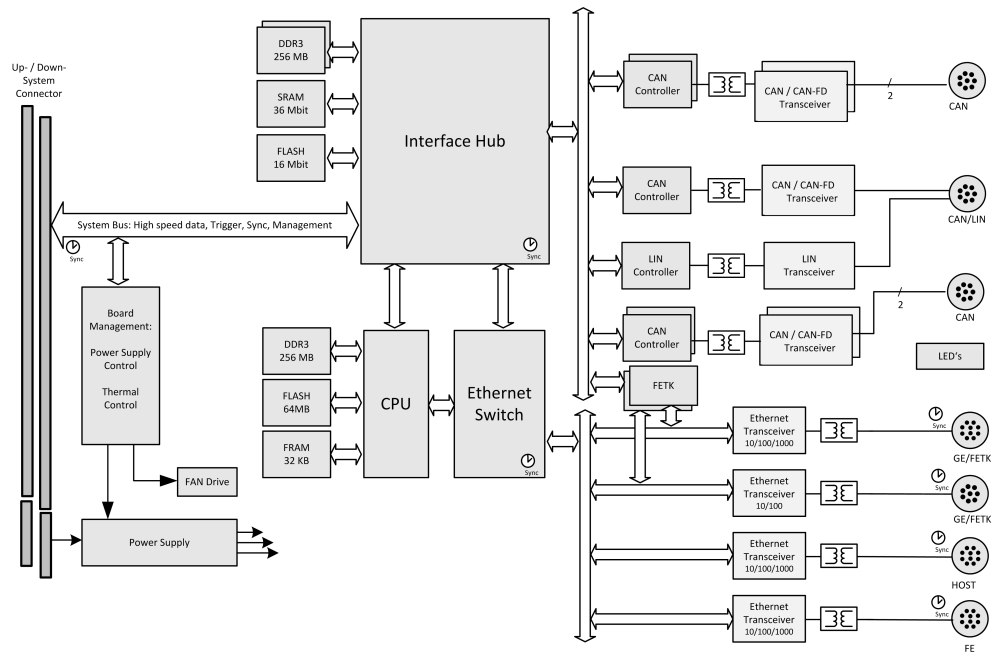 Up- / Down-
System
Connector
DDR3
256 MB
SRAM
36 Mbit
FLASH
16 Mbit
Interface Hub
Sync
System Bus: High speed data, Trigger, Sync, Management
Sync
Board
Management:
Power Supply
Control
Thermal
Control
FAN Drive
Power Supply
DDR3
256 MB
FLASH
64MB
FRAM
32 KB
CPU
Ethernet
Switch
Sync
CAN
Controller
CAN / CAN-FD
Transceiver
2
CAN
CAN
Controller
CAN / CAN-FD
Transceiver
CAN/LIN
LIN
Controller
LIN
Transceiver
CAN
Controller
CAN / CAN-FD
Transceiver
2
CAN
LED's
FETK
Ethernet
Transceiver
10/100/1000
Sync
GE/FETK
Ethernet
Transceiver
10/100
Sync
GE/FETK
Ethernet
Transceiver
10/100/1000
Sync
HOST
Ethernet
Transceiver
10/100/1000
Sync
FE